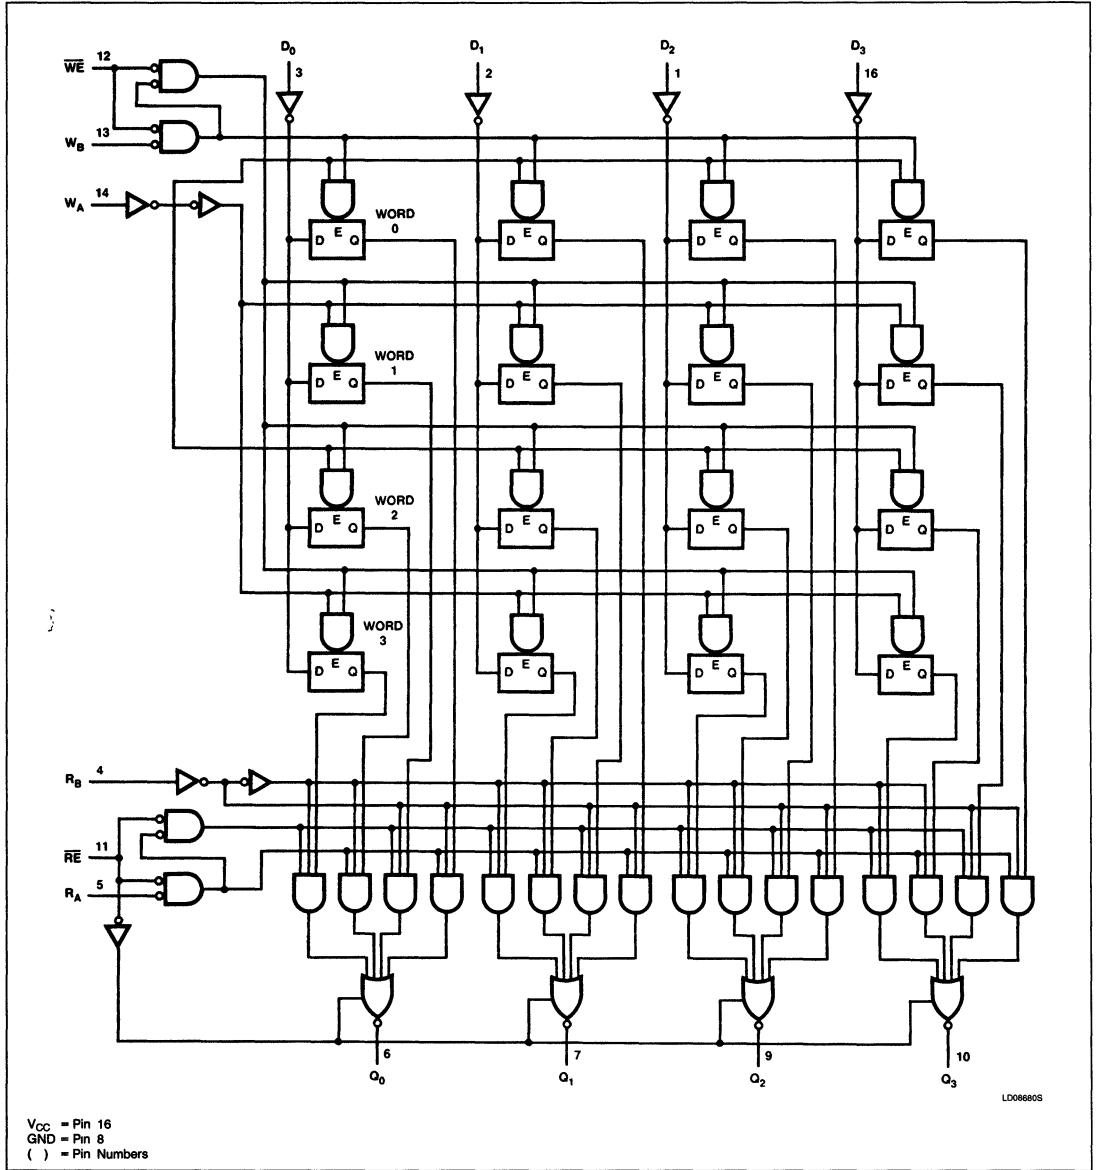 D0 D1 D2 D3
WE 12 3 2 1 16
WB 13
WA 14
WORD 0
D E Q D E Q D E Q D E Q
WORD 1
D E Q D E Q D E Q D E Q
WORD 2
D E Q D E Q D E Q D E Q
WORD 3
D E Q D E Q D E Q D E Q
RB 4
RE 11
RA 5
6 7 9 10
Q0 Q1 Q2 Q3
LD08680S
VCC = Pin 16
GND = Pin 8
( ) = Pin Numbers